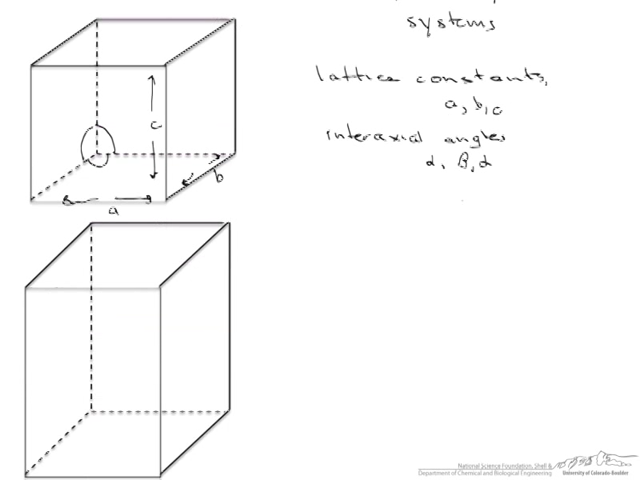 systems
lattice constants,
a, b, c
interaxial angles
α, β, α
c
b
a
National Science Foundation, Shell &
Department of Chemical and Biological Engineering
University of Colorado-Boulder